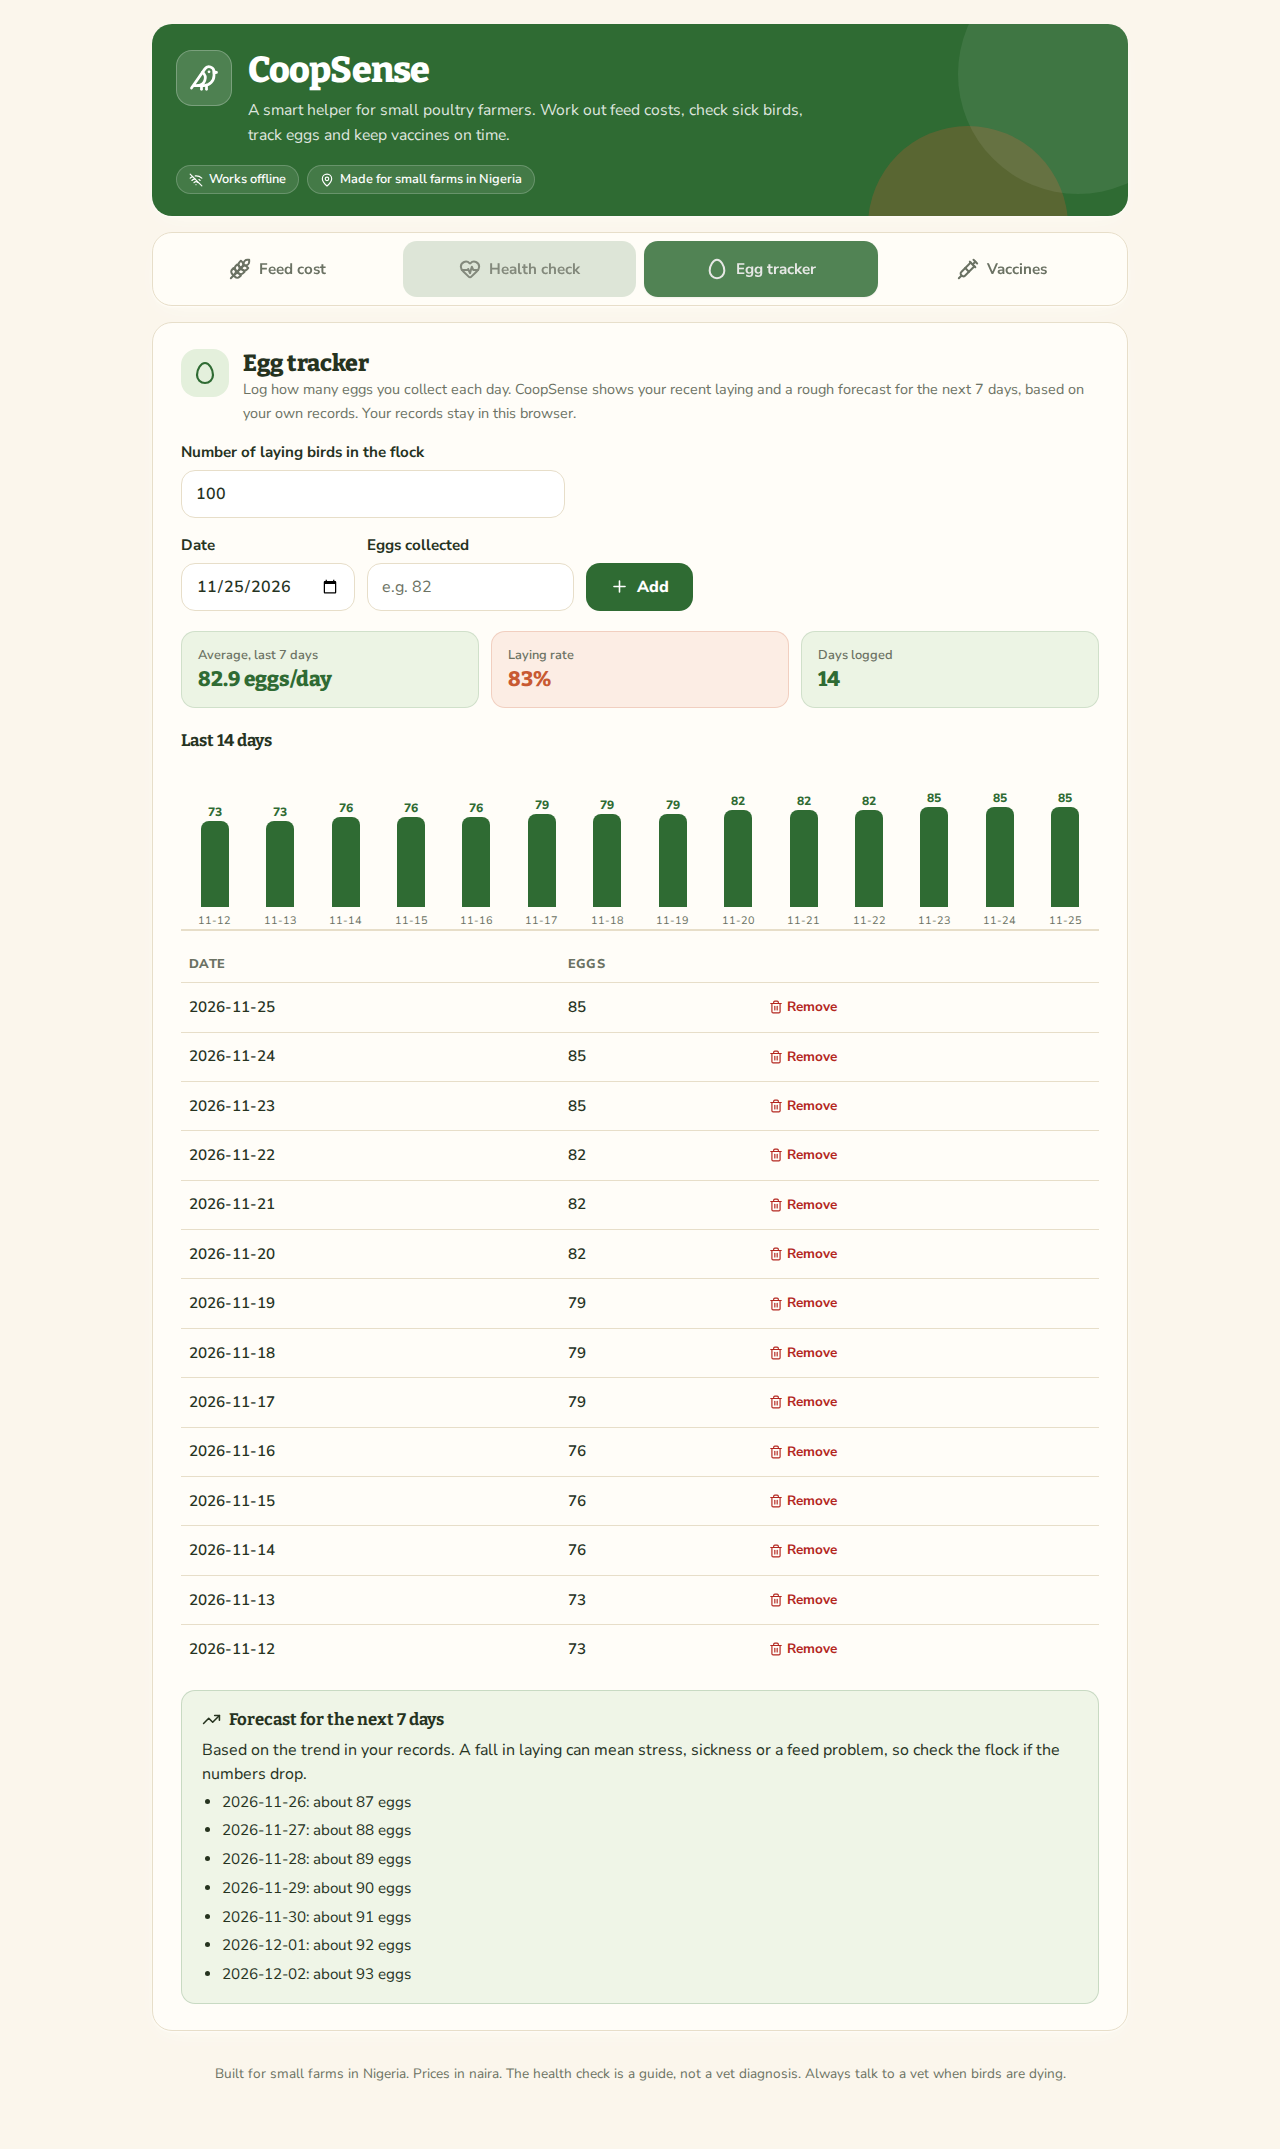 CoopSense
A smart helper for small poultry farmers. Work out feed costs, check sick birds,
track eggs and keep vaccines on time.
Works offline
Made for small farms in Nigeria
Feed cost
Health check
Egg tracker
Vaccines
Egg tracker
Log how many eggs you collect each day. CoopSense shows your recent laying and a rough forecast for the next 7 days, based on
your own records. Your records stay in this browser.
Number of laying birds in the flock
100
Date
Eggs collected
11/25/2026
e.g. 82
Add
Average, last 7 days
82.9 eggs/day
Laying rate
83%
Days logged
14
Last 14 days
73 73 76 76 76 79 79 79 82 82 82 85 85 85
11-12 11-13 11-14 11-15 11-16 11-17 11-18 11-19 11-20 11-21 11-22 11-23 11-24 11-25
DATE EGGS
2026-11-25 85 Remove
2026-11-24 85 Remove
2026-11-23 85 Remove
2026-11-22 82 Remove
2026-11-21 82 Remove
2026-11-20 82 Remove
2026-11-19 79 Remove
2026-11-18 79 Remove
2026-11-17 79 Remove
2026-11-16 76 Remove
2026-11-15 76 Remove
2026-11-14 76 Remove
2026-11-13 73 Remove
2026-11-12 73 Remove
Forecast for the next 7 days
Based on the trend in your records. A fall in laying can mean stress, sickness or a feed problem, so check the flock if the
numbers drop.
• 2026-11-26: about 87 eggs
• 2026-11-27: about 88 eggs
• 2026-11-28: about 89 eggs
• 2026-11-29: about 90 eggs
• 2026-11-30: about 91 eggs
• 2026-12-01: about 92 eggs
• 2026-12-02: about 93 eggs
Built for small farms in Nigeria. Prices in naira. The health check is a guide, not a vet diagnosis. Always talk to a vet when birds are dying.